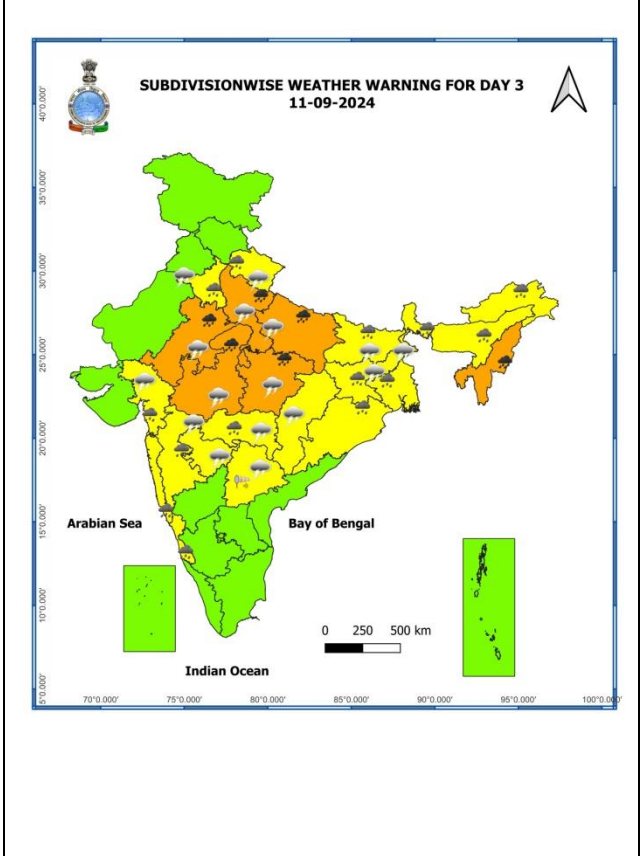 SUBDIVISIONWISE WEATHER WARNING FOR DAY 3
11-09-2024
40°0.000'
35°0.000'
30°0.000'
25°0.000'
20°0.000'
15°0.000'
10°0.000'
5°0.000'
Arabian Sea
Bay of Bengal
0 250 500 km
Indian Ocean
70°0.000' 75°0.000' 80°0.000' 85°0.000' 90°0.000' 95°0.000' 100°0.000'